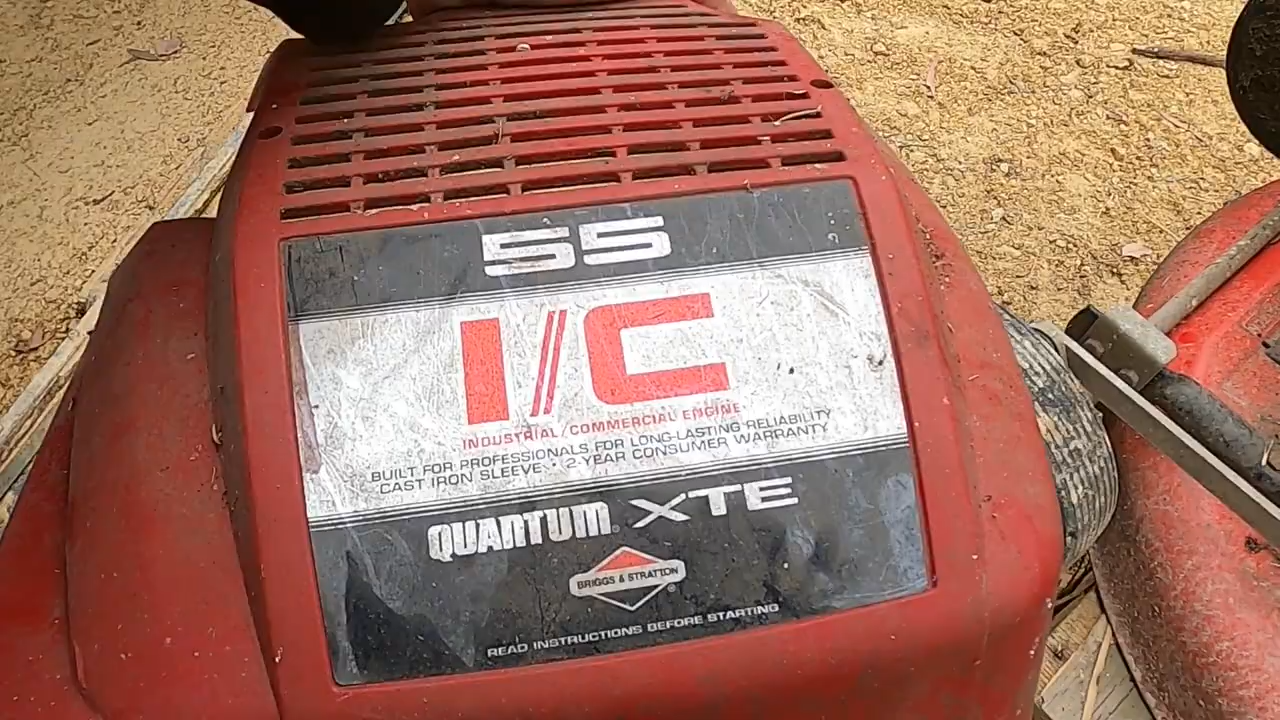 55
I//C
INDUSTRIAL/COMMERCIAL ENGINE
BUILT FOR PROFESSIONALS FOR LONG-LASTING RELIABILITY
CAST IRON SLEEVE • 2-YEAR CONSUMER WARRANTY
QUANTUM® XTE
BRIGGS & STRATTON®
READ INSTRUCTIONS BEFORE STARTING